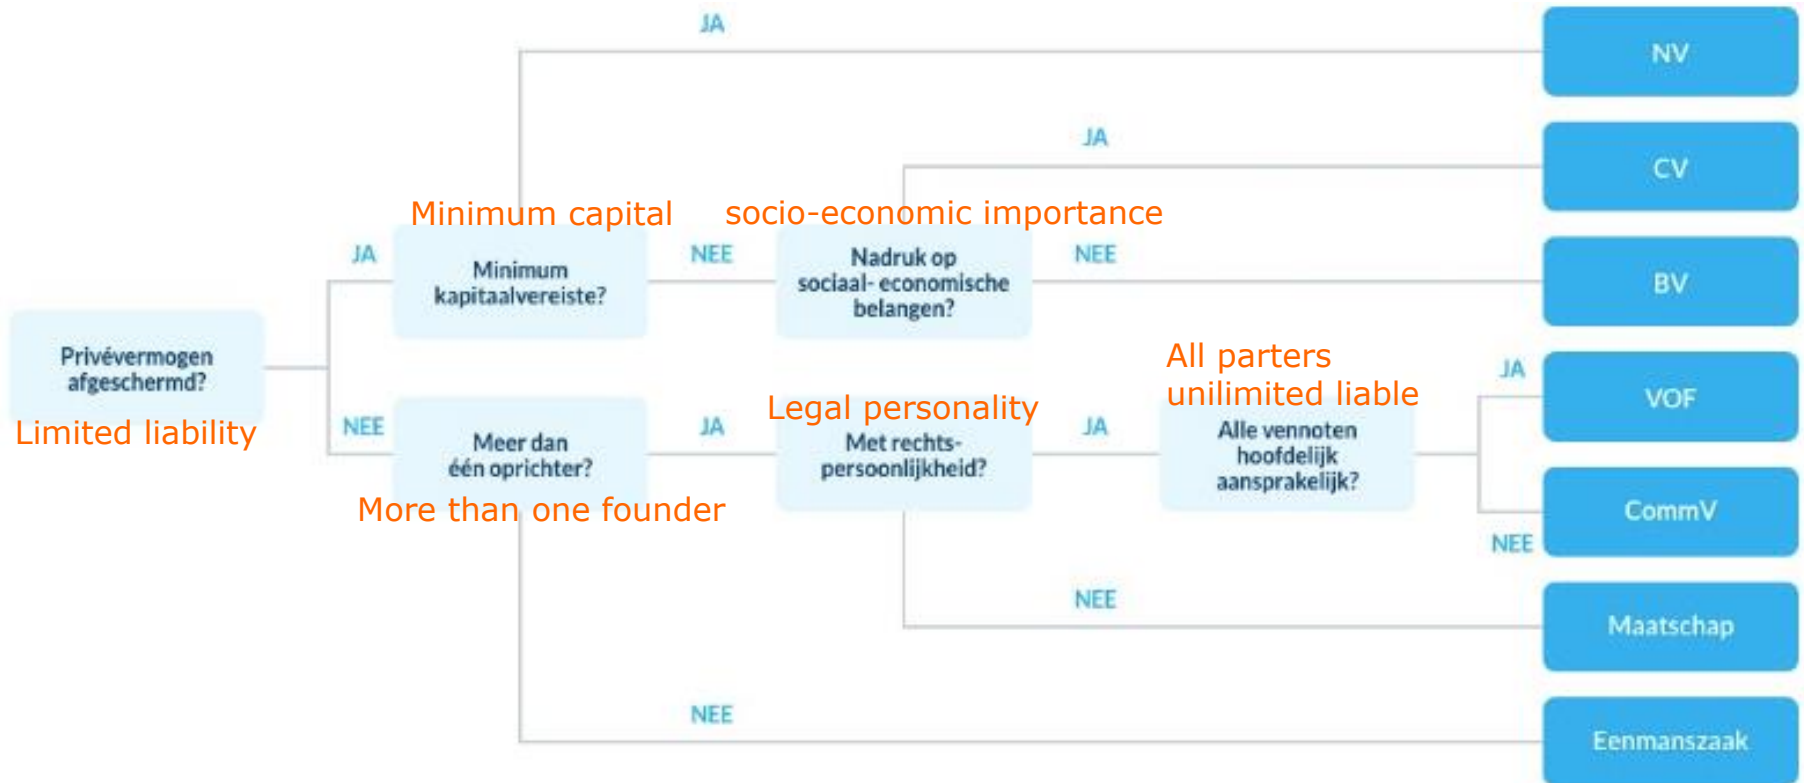 JA
NV
JA
CV
Minimum capital
socio-economic importance
JA
Minimum
kapitaalvereiste?
NEE
Nadruk op
sociaal- economische
belangen?
NEE
BV
Privévermogen
afgeschermd?
Limited liability
All parters
unilimited liable
JA
VOF
NEE
Meer dan
één oprichter?
More than one founder
JA
Legal personality
Met rechts-
persoonlijkheid?
JA
Alle vennoten
hoofdelijk
aansprakelijk?
CommV
NEE
NEE
Maatschap
NEE
Eenmanszaak